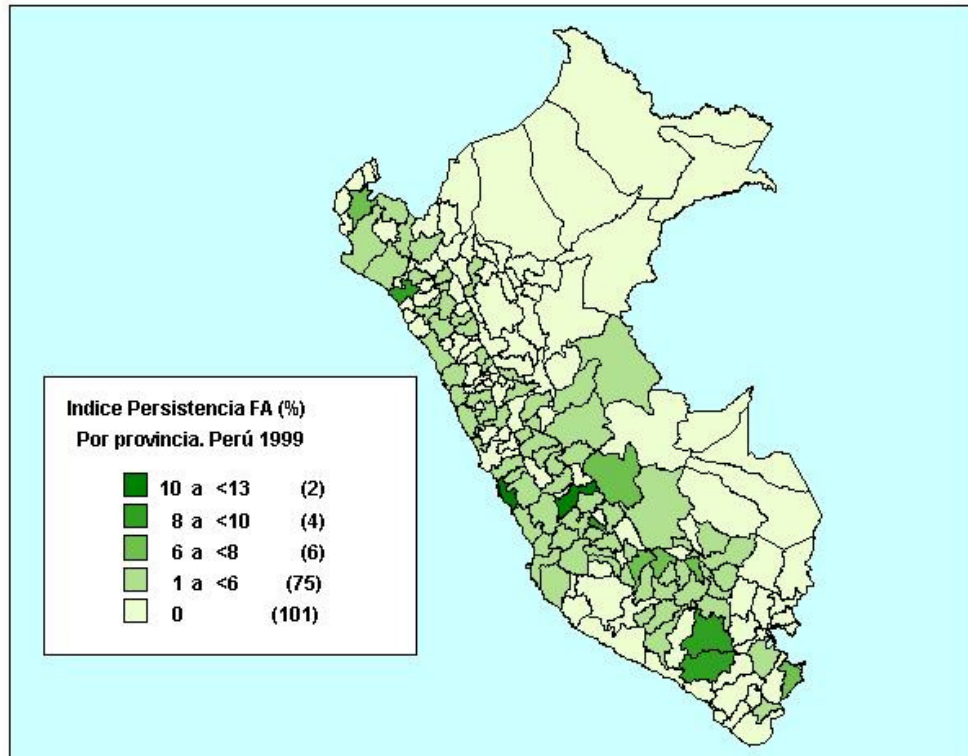 Indice Persistencia FA (%)
Por provincia. Perú 1999
10 a <13 (2)
8 a <10 (4)
6 a <8 (6)
1 a <6 (75)
0 (101)